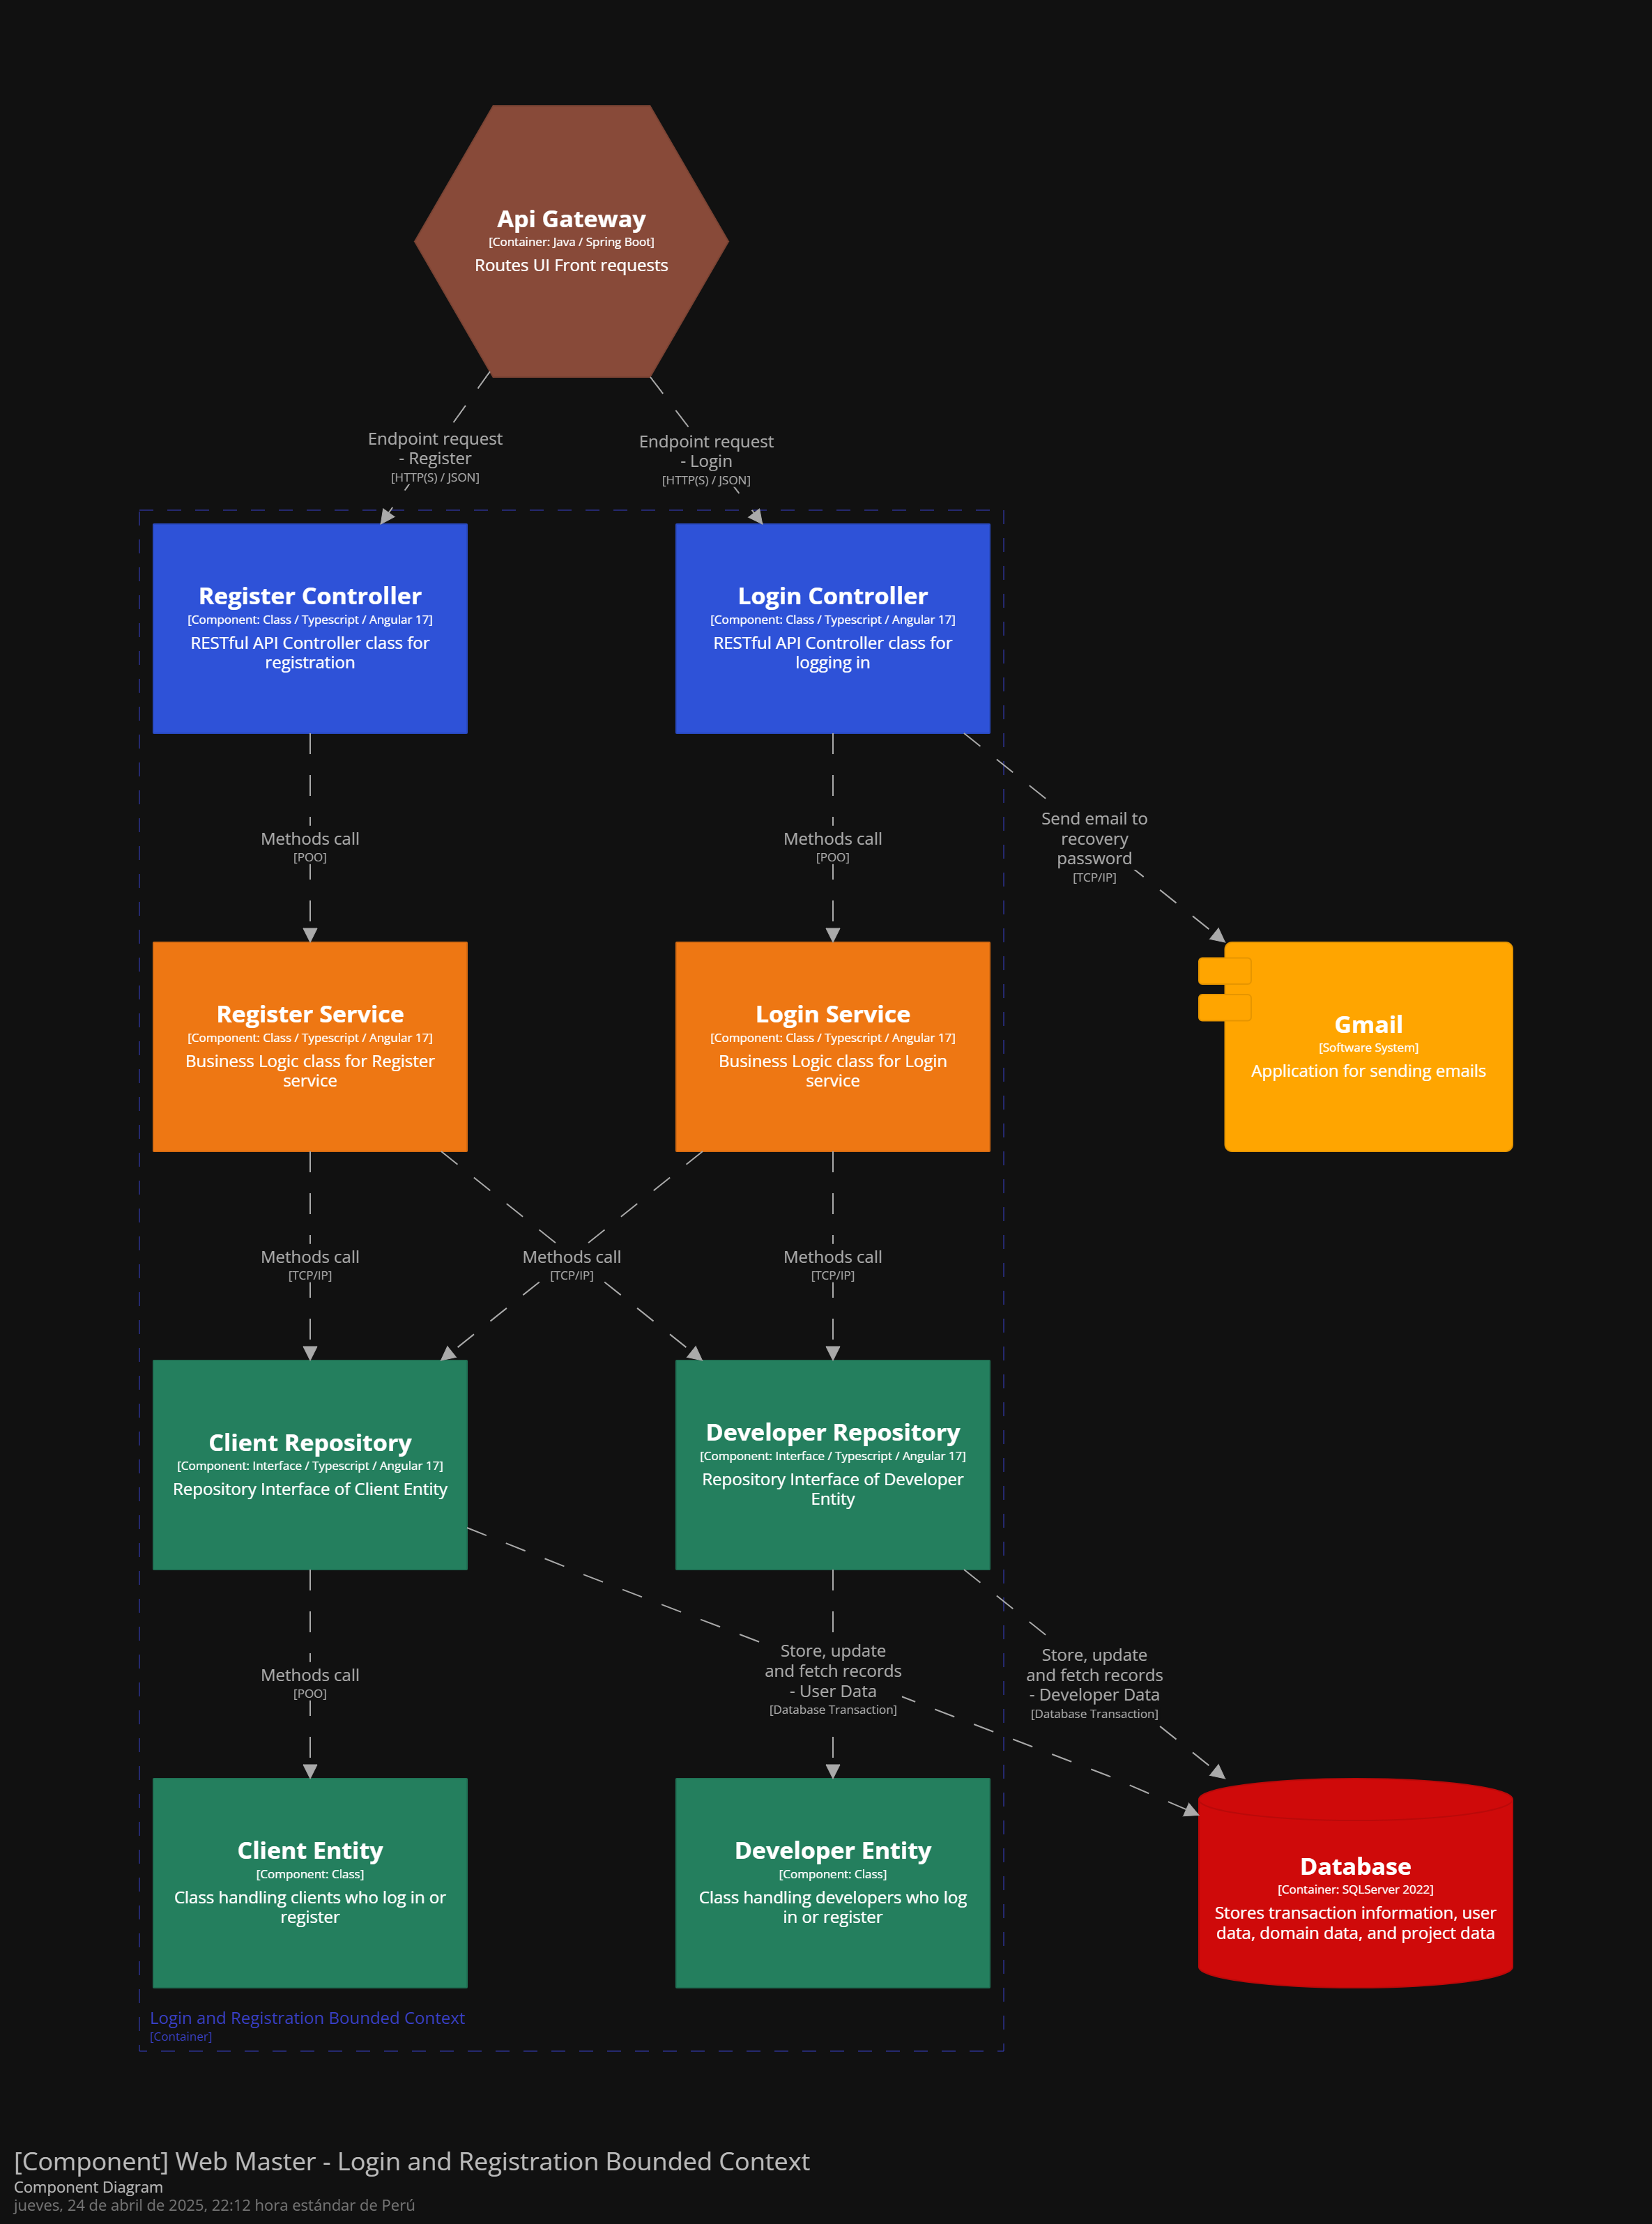 Api Gateway
[Container: Java / Spring Boot]
Routes UI Front requests
Endpoint request
- Register
[HTTP(S) / JSON]
Endpoint request
- Login
[HTTP(S) / JSON]
Register Controller
[Component: Class / Typescript / Angular 17]
RESTful API Controller class for
registration
Login Controller
[Component: Class / Typescript / Angular 17]
RESTful API Controller class for
logging in
Methods call
[POO]
Methods call
[POO]
Send email to
recovery
password
[TCP/IP]
Register Service
[Component: Class / Typescript / Angular 17]
Business Logic class for Register
service
Login Service
[Component: Class / Typescript / Angular 17]
Business Logic class for Login
service
Gmail
[Software System]
Application for sending emails
Methods call
[TCP/IP]
Methods call
[TCP/IP]
Methods call
[TCP/IP]
Client Repository
[Component: Interface / Typescript / Angular 17]
Repository Interface of Client Entity
Developer Repository
[Component: Interface / Typescript / Angular 17]
Repository Interface of Developer
Entity
Methods call
[POO]
Store, update
and fetch records
- User Data
[Database Transaction]
Store, update
and fetch records
- Developer Data
[Database Transaction]
Client Entity
[Component: Class]
Class handling clients who log in or
register
Developer Entity
[Component: Class]
Class handling developers who log
in or register
Database
[Container: SQLServer 2022]
Stores transaction information, user
data, domain data, and project data
Login and Registration Bounded Context
[Container]
[Component] Web Master - Login and Registration Bounded Context
Component Diagram
jueves, 24 de abril de 2025, 22:12 hora estándar de Perú